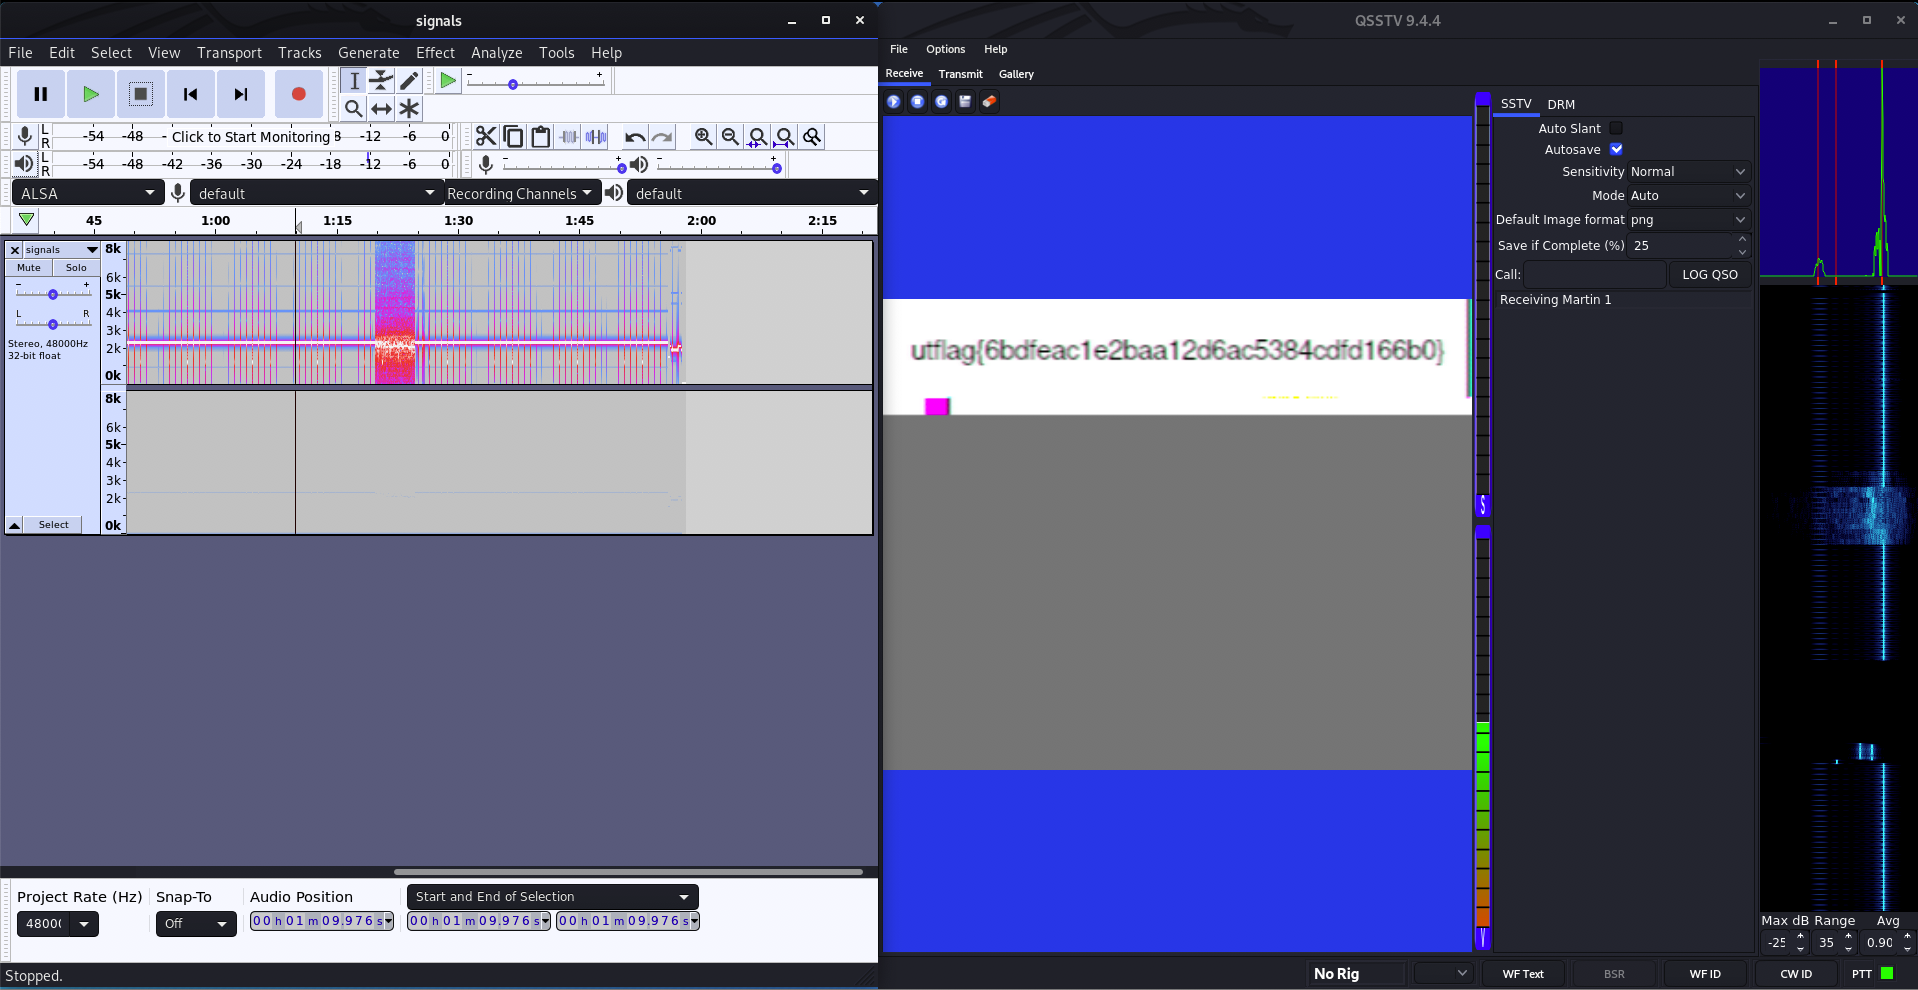 signals
File Edit Select View Transport Tracks Generate Effect Analyze Tools Help
L
R
-54 -48 - Click to Start Monitoring 8 -12 -6 0
L
R
-54 -48 -42 -36 -30 -24 -18 -12 -6 0
ALSA default Recording Channels default
45 1:00 1:15 1:30 1:45 2:00 2:15
signals
Mute Solo
- +
L R
Stereo, 48000Hz
32-bit float
Select
8k
6k
5k
4k
3k
2k
0k
8k
6k
5k
4k
3k
2k
0k
Project Rate (Hz) Snap-To Audio Position Start and End of Selection
48000 Off 00 h 01 m 09.976 s 00 h 01 m 09.976 s 00 h 01 m 09.976 s
Stopped.
QSSTV 9.4.4
File Options Help
Receive Transmit Gallery
utflag{6bdfeac1e2baa12d6ac5384cdfd166b0}
S
SSTV DRM
Auto Slant
Autosave
Sensitivity Normal
Mode Auto
Default Image format png
Save if Complete (%) 25
Call: LOG QSO
Receiving Martin 1
Max dB Range Avg
-25 35 0.90
No Rig WF Text BSR WF ID CW ID PTT